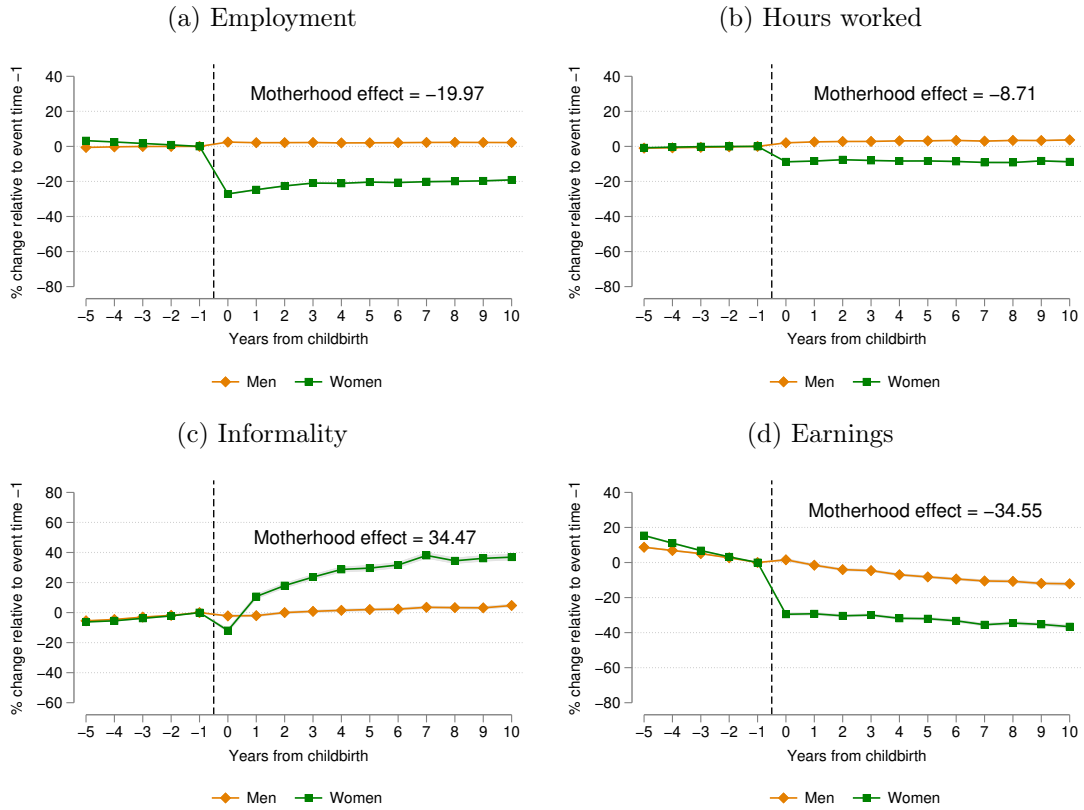 (a) Employment
% change relative to event time −1
40
20
0
−20
−40
−60
−80
Motherhood effect = −19.97
−5 −4 −3 −2 −1 0 1 2 3 4 5 6 7 8 9 10
Years from childbirth
Men Women
(b) Hours worked
% change relative to event time −1
40
20
0
−20
−40
−60
−80
Motherhood effect = −8.71
−5 −4 −3 −2 −1 0 1 2 3 4 5 6 7 8 9 10
Years from childbirth
Men Women
(c) Informality
% change relative to event time −1
80
60
40
20
0
−20
−40
−60
Motherhood effect = 34.47
−5 −4 −3 −2 −1 0 1 2 3 4 5 6 7 8 9 10
Years from childbirth
Men Women
(d) Earnings
% change relative to event time −1
40
20
0
−20
−40
−60
−80
Motherhood effect = −34.55
−5 −4 −3 −2 −1 0 1 2 3 4 5 6 7 8 9 10
Years from childbirth
Men Women